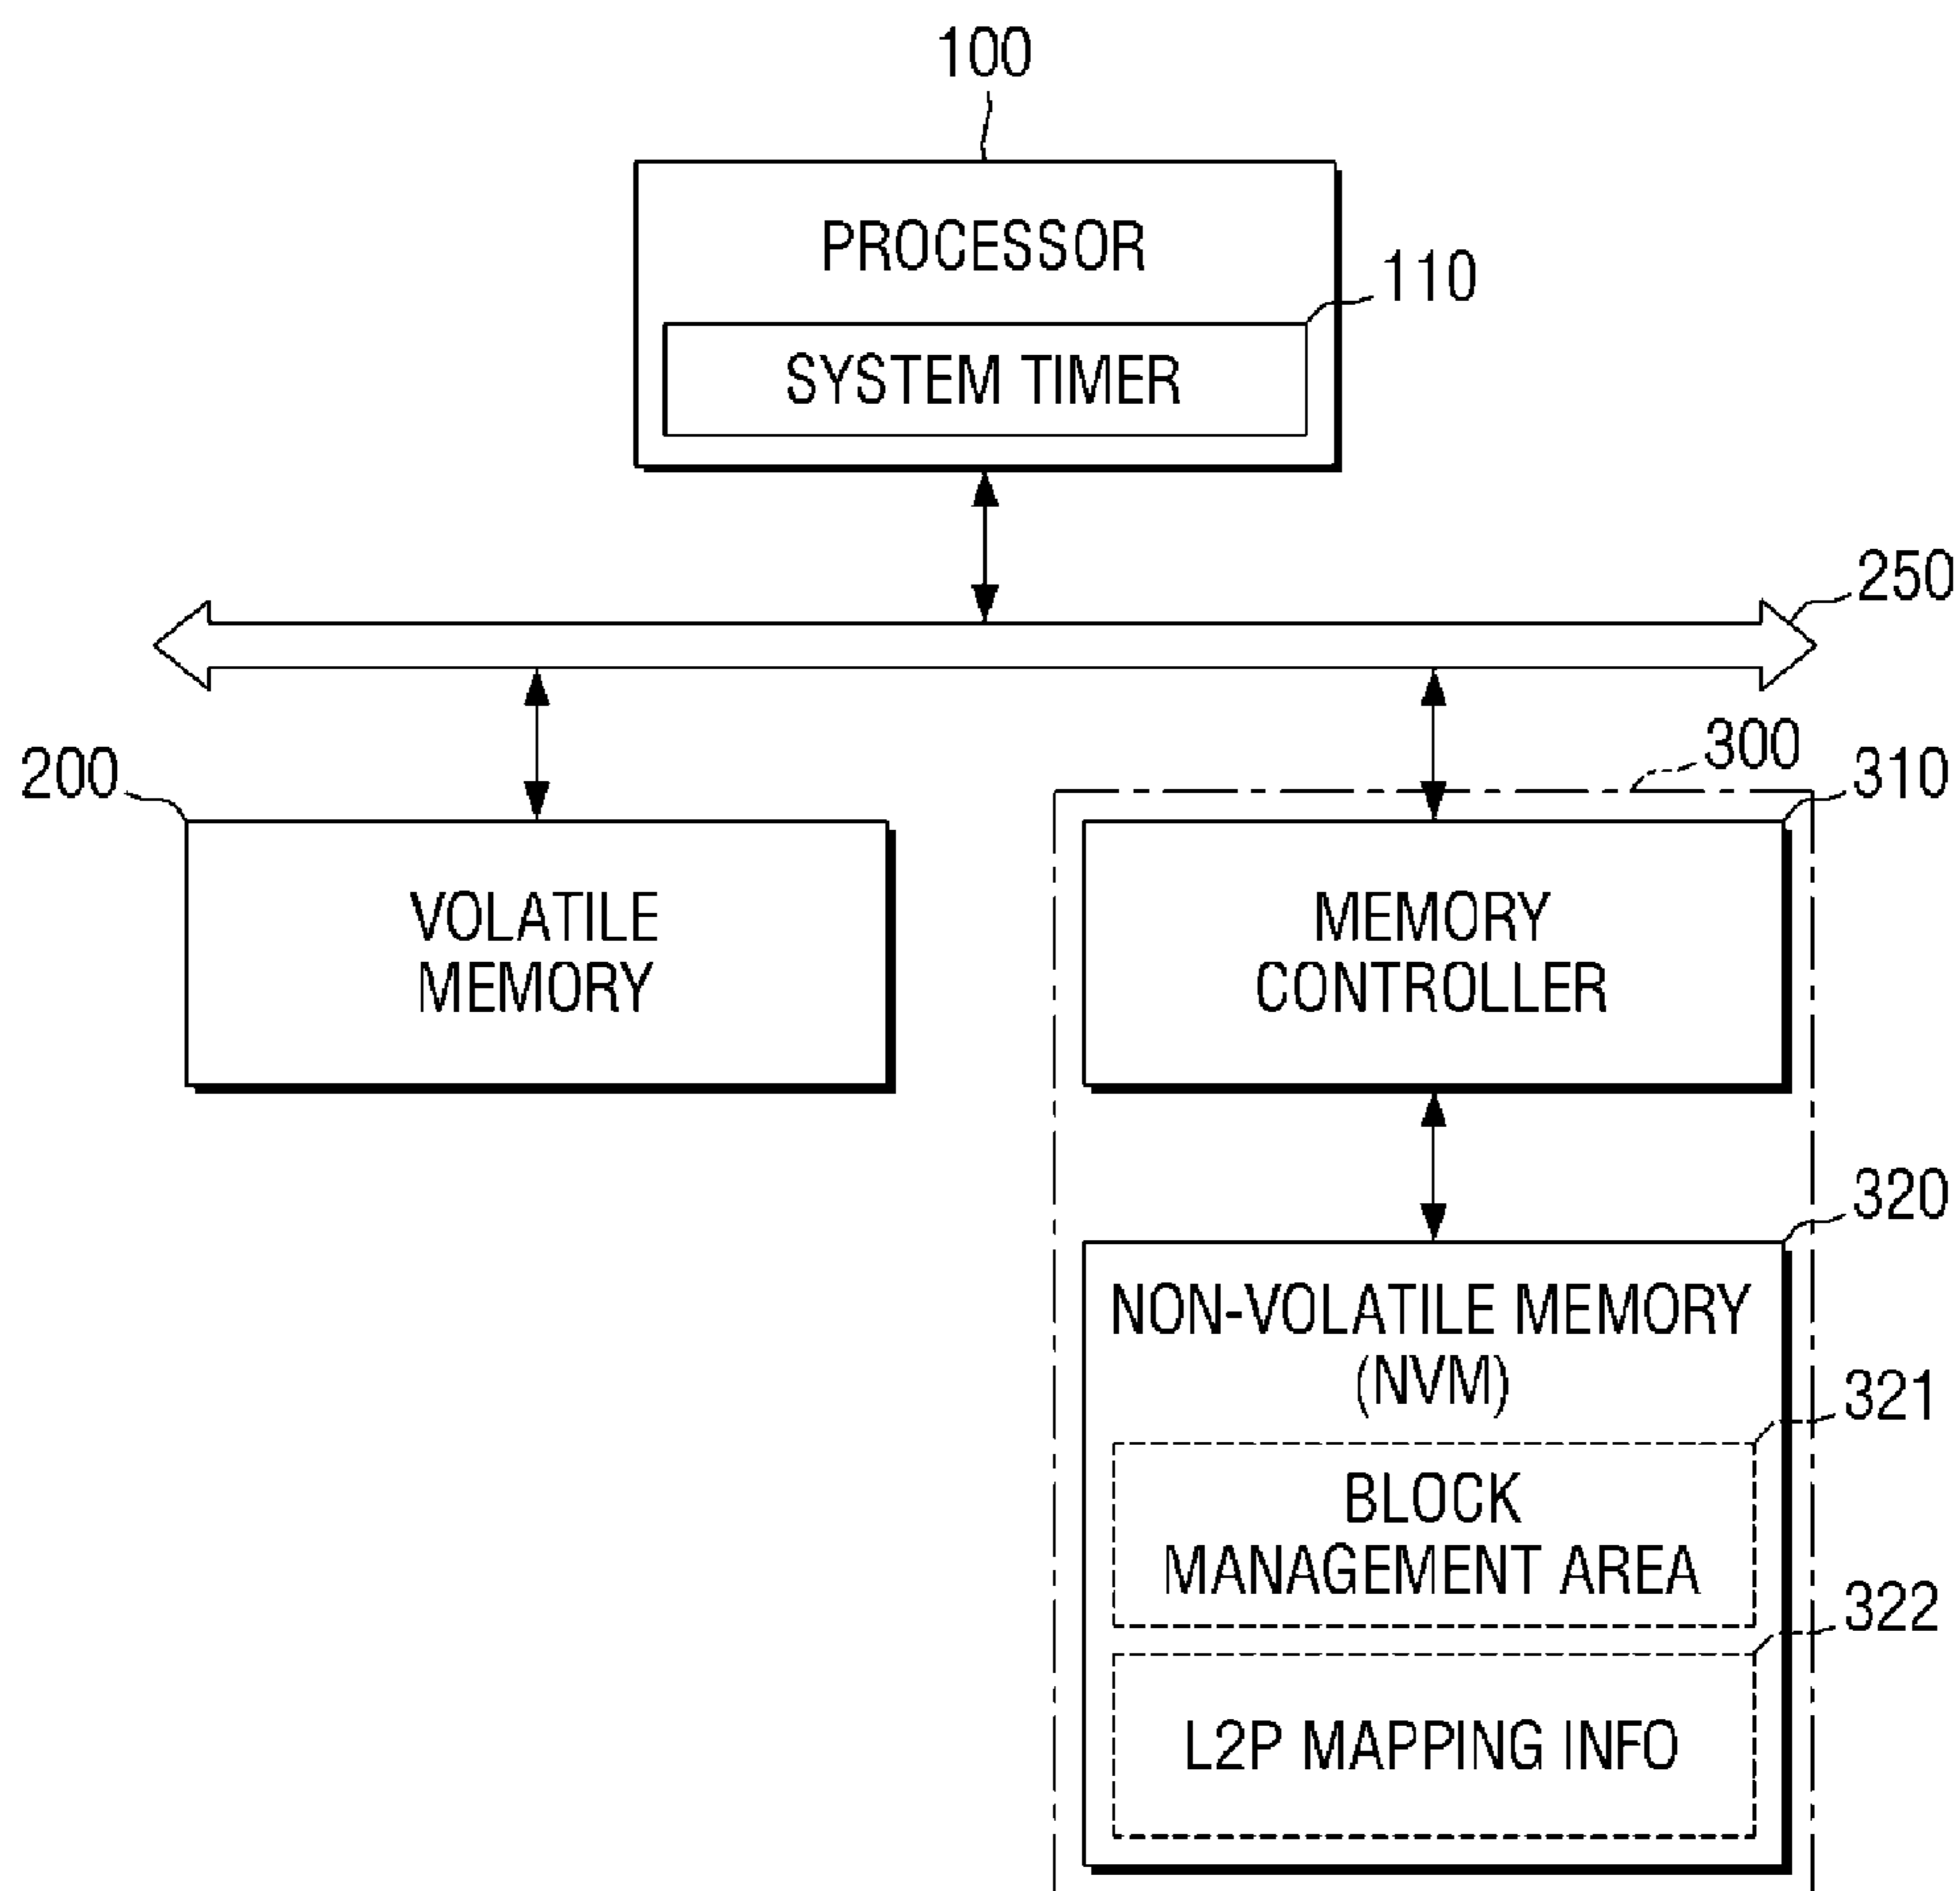 100
PROCESSOR
110
SYSTEM TIMER
250
200
300
310
VOLATILE
MEMORY
MEMORY
CONTROLLER
320
NON-VOLATILE MEMORY
(NVM)
321
BLOCK
MANAGEMENT AREA
322
L2P MAPPING INFO